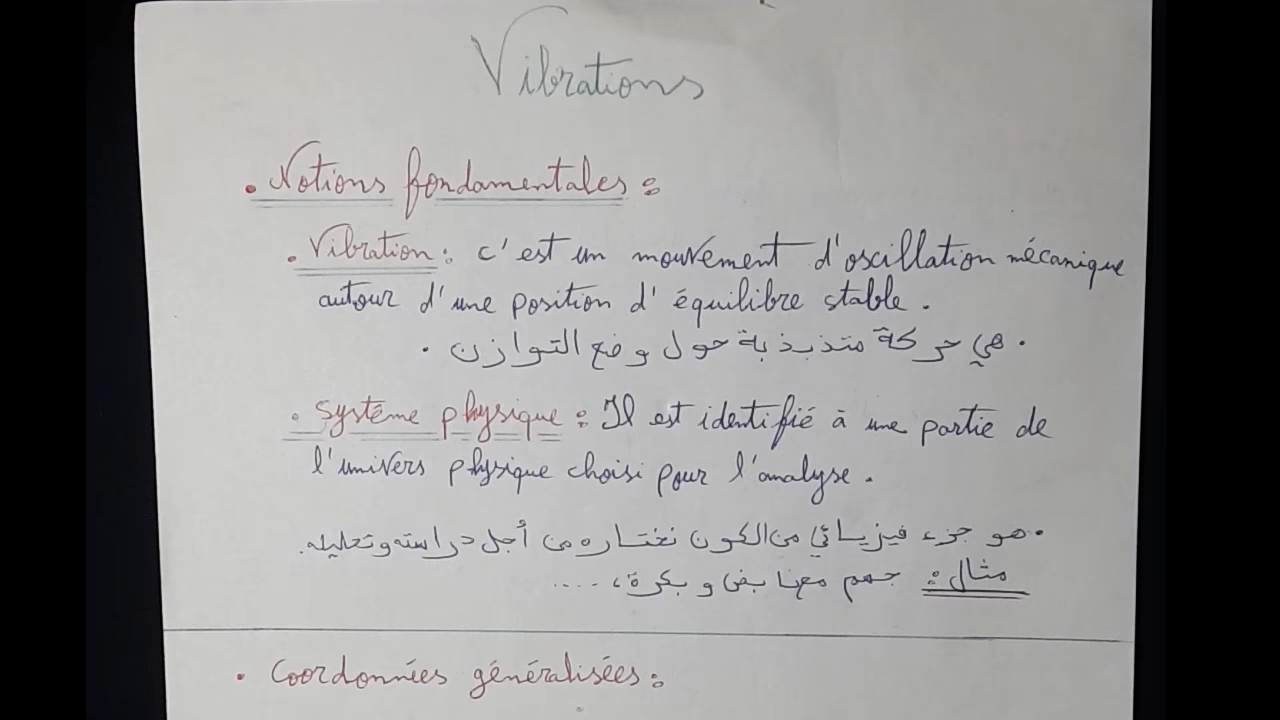 Vibrations
• Notions fondamentales :
• Vibration : c'est un mouvement d'oscillation mécanique
autour d'une position d'équilibre stable.
• هي حركة متذبذبة حول وضع التوازن .
• Système physique : Il est identifié à une partie de
l'univers physique choisi pour l'analyse.
• هو جزء فيزيائي من الكون نختاره من أجل دراسته وتحليله.
مثال : جسم مع نابض و بكرة، ....
• Coordonnées généralisées :